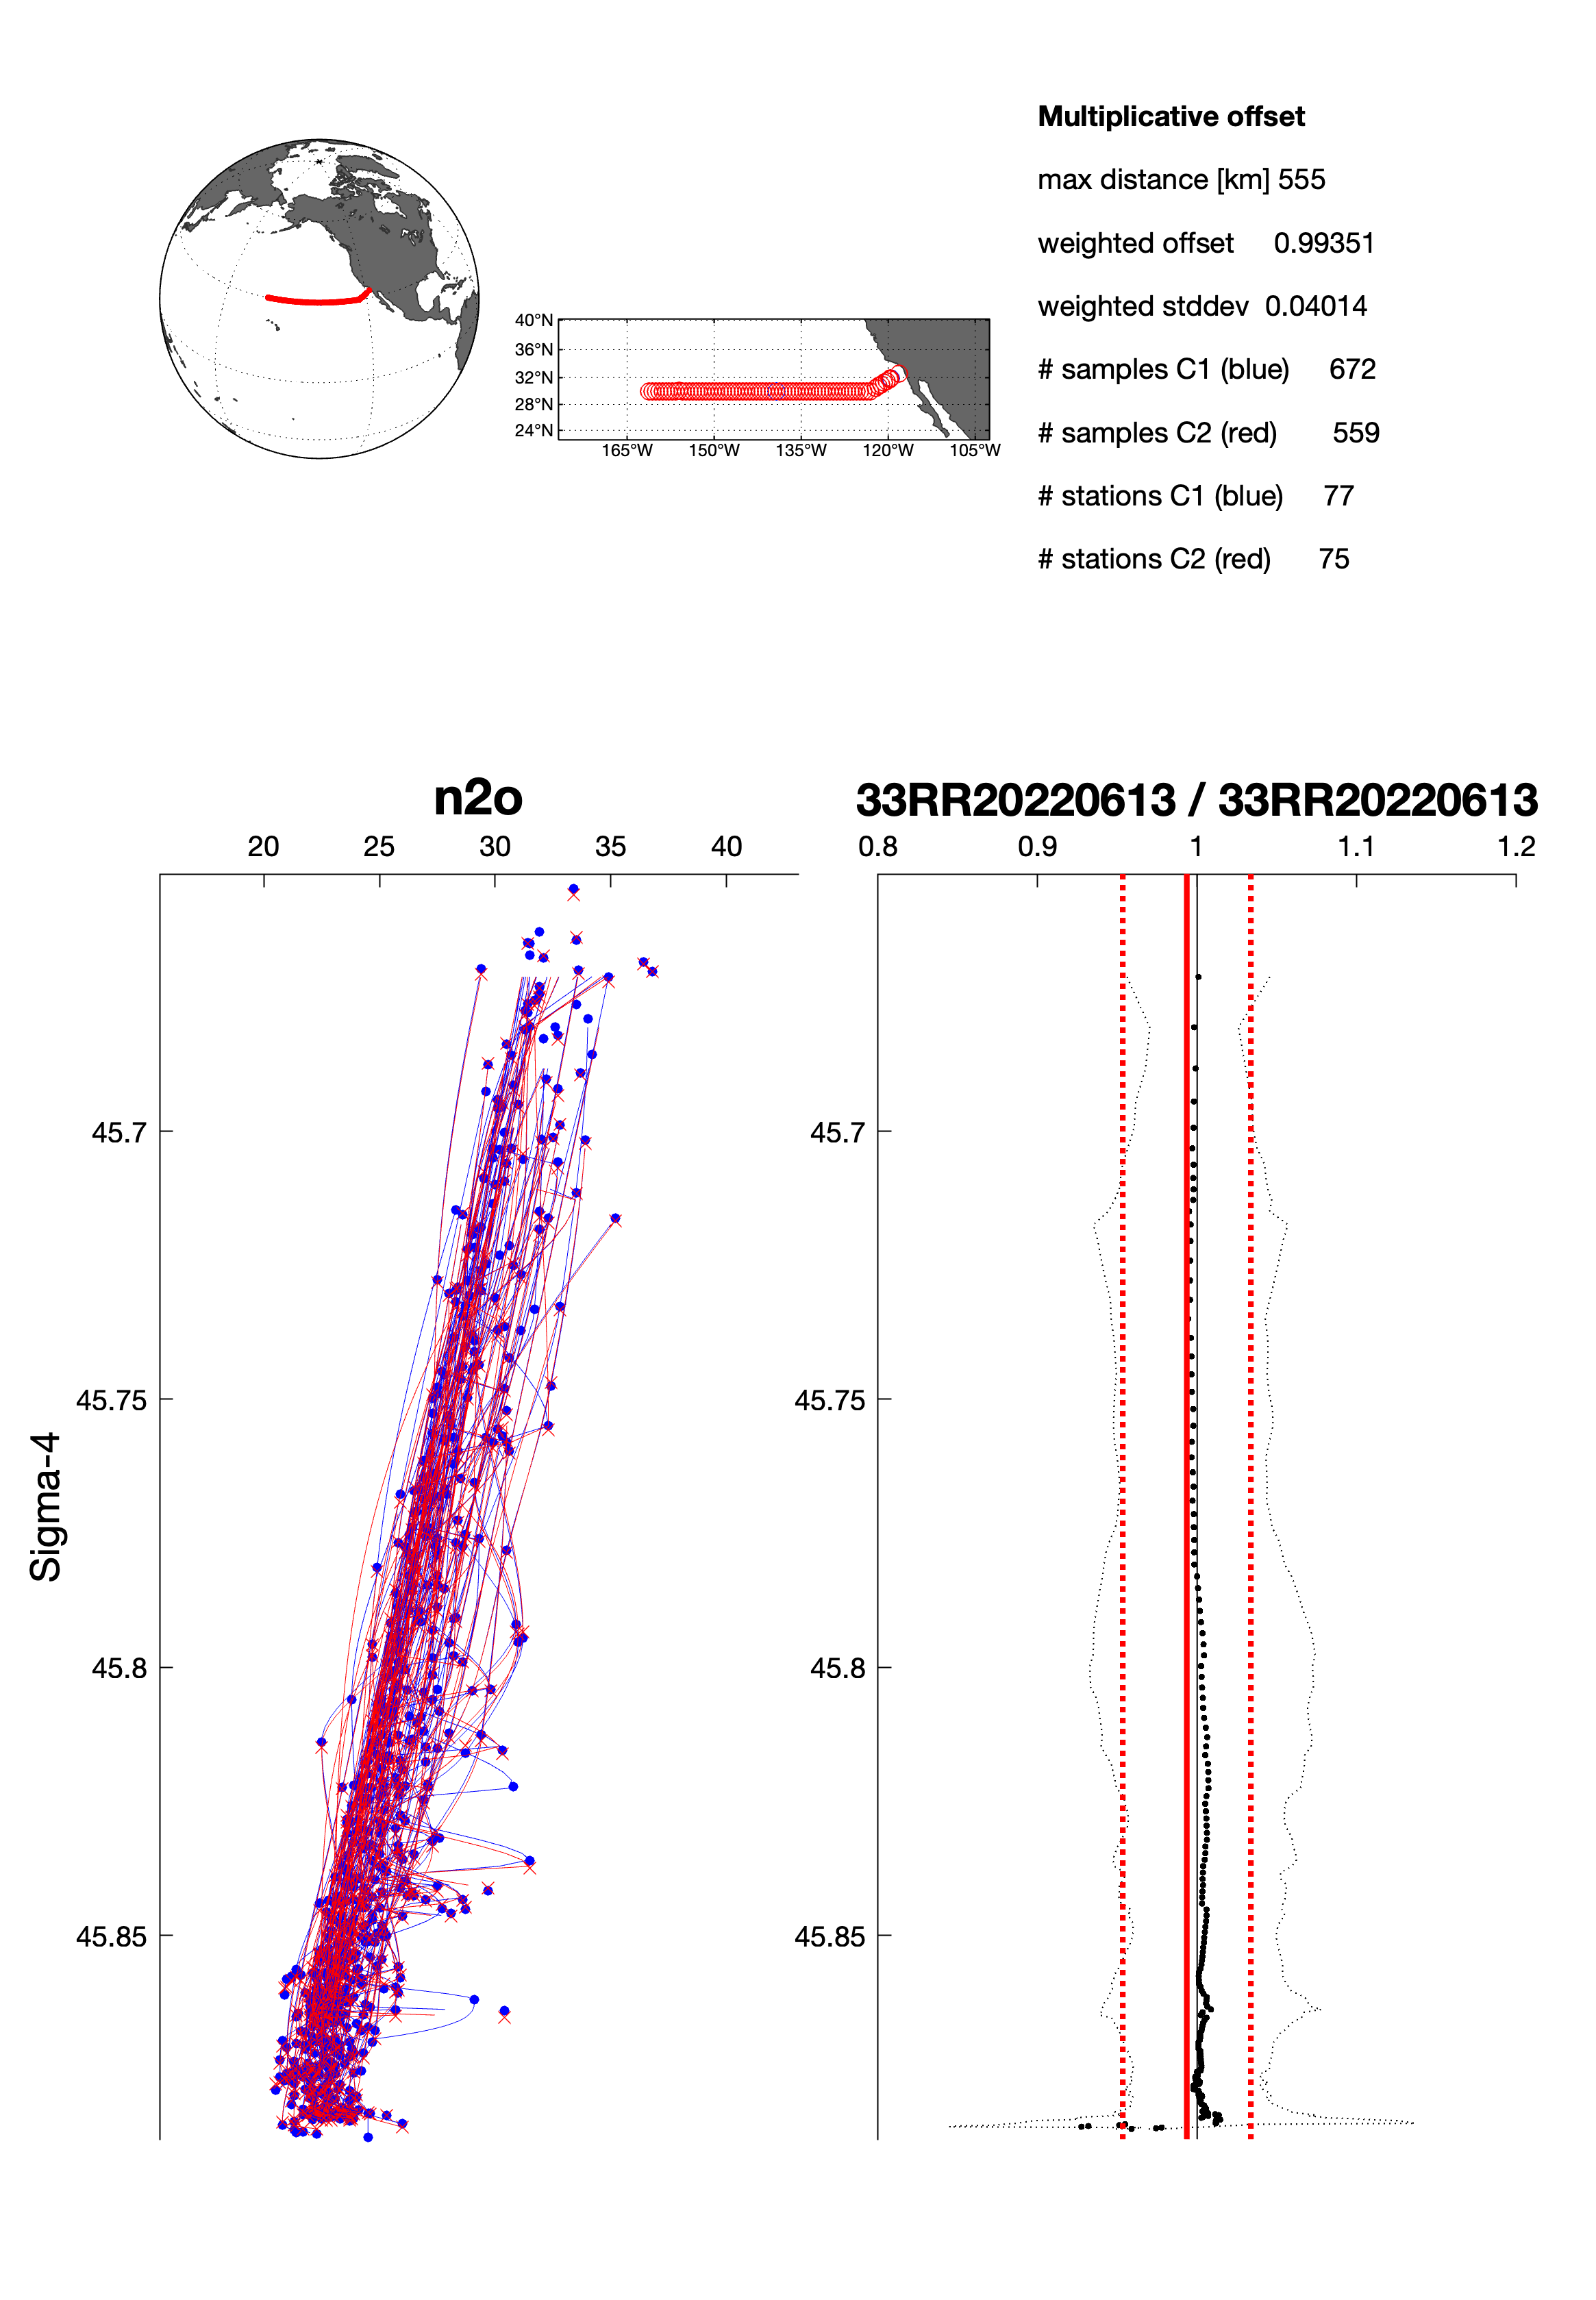 Multiplicative offset
max distance [km] 555
weighted offset 0.99351
weighted stddev 0.04014
# samples C1 (blue) 672
# samples C2 (red) 559
# stations C1 (blue) 77
# stations C2 (red) 75
40°N
36°N
32°N
28°N
24°N
165°W 150°W 135°W 120°W 105°W
n2o
20 25 30 35 40
45.7
45.75
45.8
45.85
Sigma-4
33RR20220613 / 33RR20220613
0.8 0.9 1 1.1 1.2
45.7
45.75
45.8
45.85